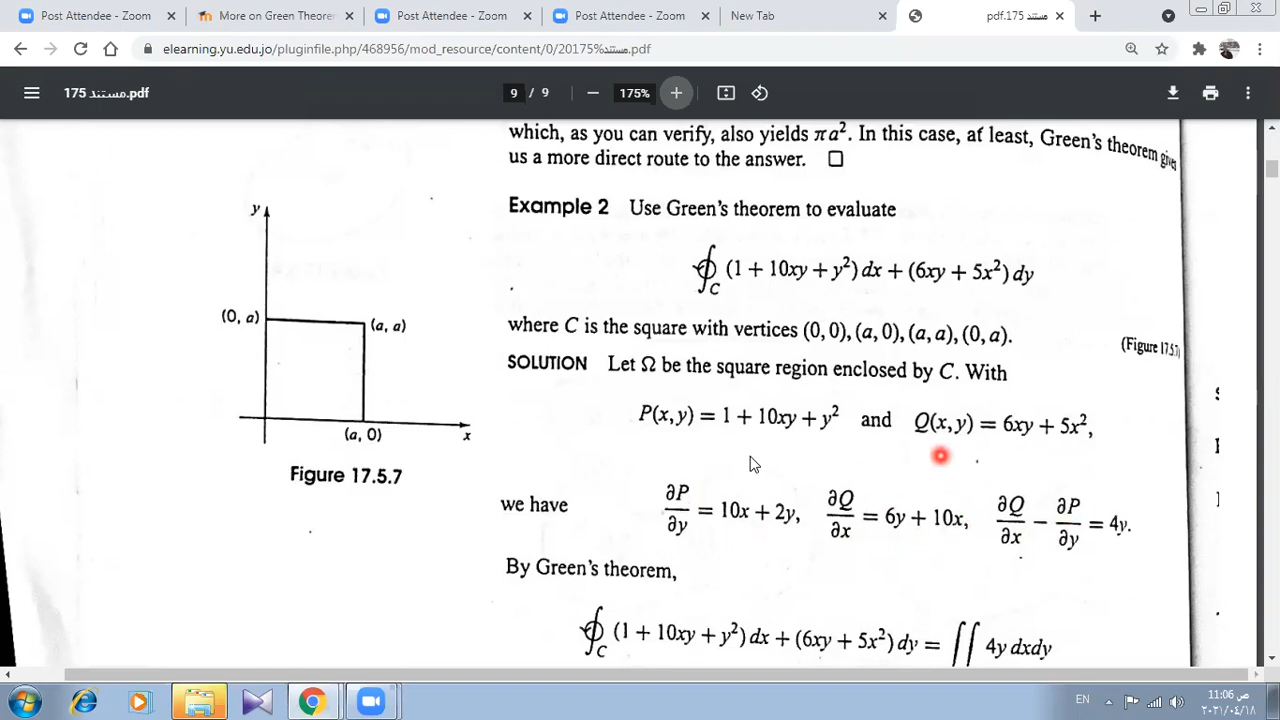 Post Attendee - Zoom
More on Green Theorem
Post Attendee - Zoom
Post Attendee - Zoom
New Tab
مستند 175.pdf
elearning.yu.edu.jo/pluginfile.php/468956/mod_resource/content/0/20175%مستند.pdf
مستند 175.pdf
9 / 9
175%
which, as you can verify, also yields πa². In this case, at least, Green's theorem gives
us a more direct route to the answer. □
Example 2 Use Green's theorem to evaluate
∮_C (1 + 10xy + y²) dx + (6xy + 5x²) dy
where C is the square with vertices (0, 0), (a, 0), (a, a), (0, a).
(Figure 17.5.7)
SOLUTION Let Ω be the square region enclosed by C. With
P(x, y) = 1 + 10xy + y² and Q(x, y) = 6xy + 5x²,
we have ∂P/∂y = 10x + 2y, ∂Q/∂x = 6y + 10x, ∂Q/∂x − ∂P/∂y = 4y.
By Green's theorem,
∮_C (1 + 10xy + y²) dx + (6xy + 5x²) dy = ∬ 4y dxdy
y
(0, a)
(a, a)
(a, 0)
x
Figure 17.5.7
EN
11:06 ص
٢٠٢١/٠٤/١٨